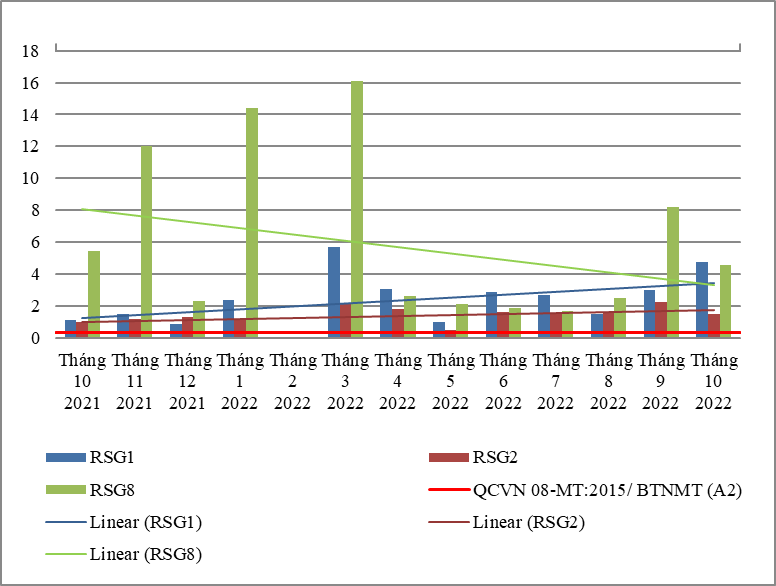 18
16
14
12
10
8
6
4
2
0
Tháng Tháng Tháng Tháng Tháng Tháng Tháng Tháng Tháng Tháng Tháng Tháng Tháng
10 11 12 1 2 3 4 5 6 7 8 9 10
2021 2021 2021 2022 2022 2022 2022 2022 2022 2022 2022 2022 2022
RSG1 RSG2
RSG8 QCVN 08-MT:2015/ BTNMT (A2)
Linear (RSG1) Linear (RSG2)
Linear (RSG8)